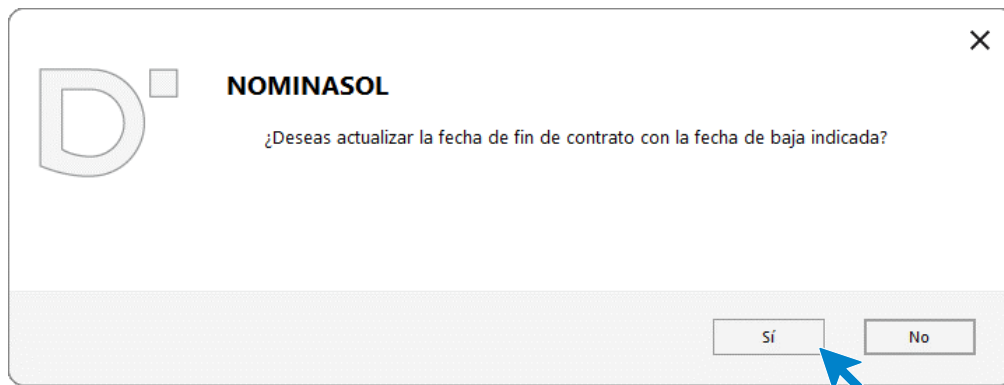 NOMINASOL
¿Deseas actualizar la fecha de fin de contrato con la fecha de baja indicada?
Sí
No